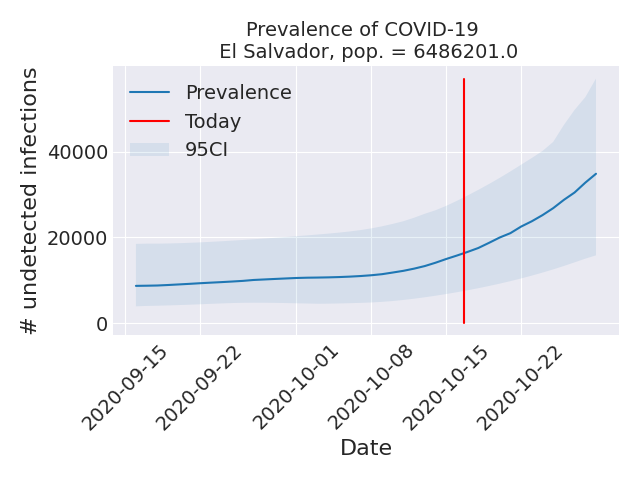 Prevalence of COVID-19
El Salvador, pop. = 6486201.0
Prevalence
Today
95CI
# undetected infections
40000
20000
0
2020-09-15
2020-09-22
2020-10-01
2020-10-08
2020-10-15
2020-10-22
Date